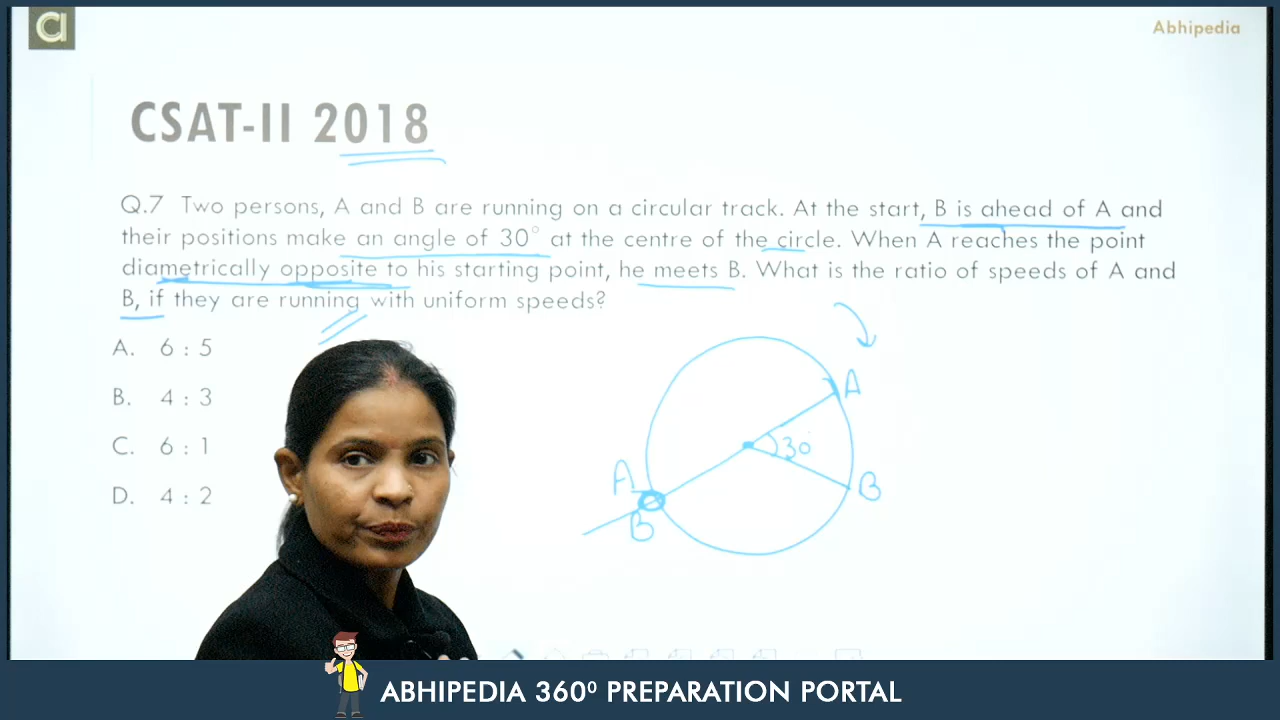 a
Abhipedia
CSAT-II 2018
Q.7 Two persons, A and B are running on a circular track. At the start, B is ahead of A and
their positions make an angle of 30° at the centre of the circle. When A reaches the point
diametrically opposite to his starting point, he meets B. What is the ratio of speeds of A and
B, if they are running with uniform speeds?
A. 6 : 5
B. 4 : 3
C. 6 : 1
D. 4 : 2
A
30°
B
A
B
ABHIPEDIA 360⁰ PREPARATION PORTAL